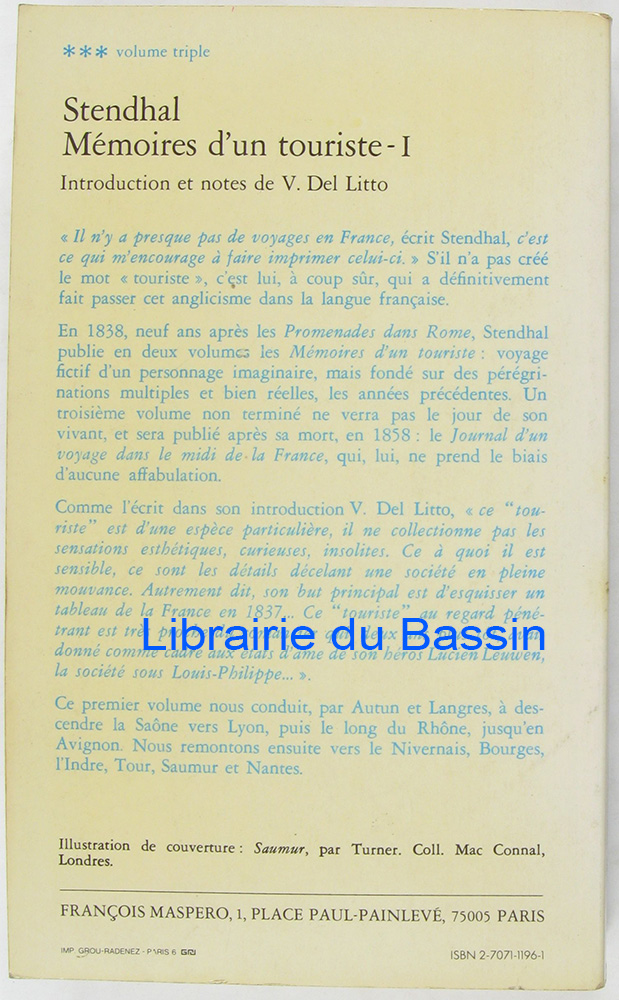 *** volume triple
Stendhal
Mémoires d'un touriste - I
Introduction et notes de V. Del Litto
« Il n'y a presque pas de voyages en France, écrit Stendhal, c'est
ce qui m'encourage à faire imprimer celui-ci. » S'il n'a pas créé
le mot « touriste », c'est lui, à coup sûr, qui a définitivement
fait passer cet anglicisme dans la langue française.
En 1838, neuf ans après les Promenades dans Rome, Stendhal
publie en deux volumes les Mémoires d'un touriste : voyage
fictif d'un personnage imaginaire, mais fondé sur des pérégri-
nations multiples et bien réelles, les années précédentes. Un
troisième volume non terminé ne verra pas le jour de son
vivant, et sera publié après sa mort, en 1858 : le Journal d'un
voyage dans le midi de la France, qui, lui, ne prend le biais
d'aucune affabulation.
Comme l'écrit dans son introduction V. Del Litto, « ce "tou-
riste" est d'une espèce particulière, il ne collectionne pas les
sensations esthétiques, curieuses, insolites. Ce à quoi il est
sensible, ce sont les détails décelant une société en pleine
mouvance. Autrement dit, son but principal est d'esquisser un
tableau de la France en 1837... Ce "touriste" au regard péné-
trant est très
Librairie du Bassin
donné comme cadre aux états d'âme de son héros Lucien Leuwen,
la société sous Louis-Philippe... ».
Ce premier volume nous conduit, par Autun et Langres, à des-
cendre la Saône vers Lyon, puis le long du Rhône, jusqu'en
Avignon. Nous remontons ensuite vers le Nivernais, Bourges,
l'Indre, Tour, Saumur et Nantes.
Illustration de couverture : Saumur, par Turner. Coll. Mac Connal,
Londres.
FRANÇOIS MASPERO, 1, PLACE PAUL-PAINLEVÉ, 75005 PARIS
IMP. GROU-RADENEZ - PARIS 6 GRJ
ISBN 2-7071-1196-1